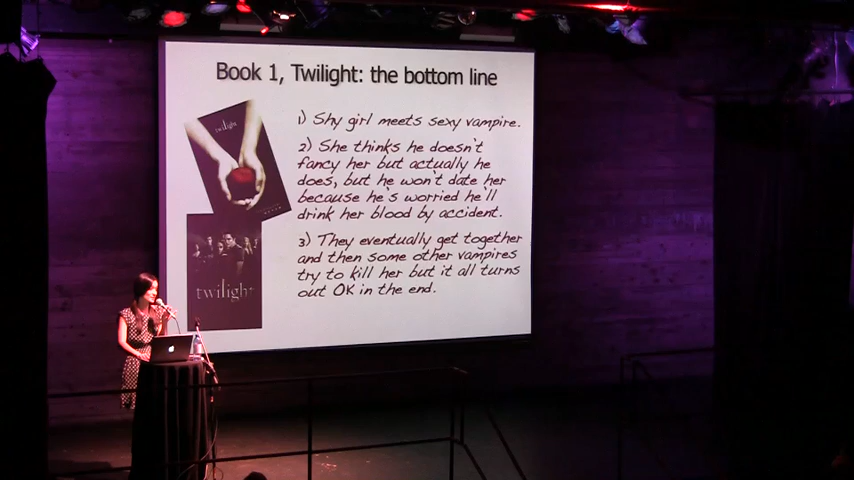 Book 1, Twilight: the bottom line
twilight
1) Shy girl meets sexy vampire.
2) She thinks he doesn't
fancy her but actually he
does, but he won't date her
because he's worried he'll
drink her blood by accident.
3) They eventually get together
and then some other vampires
try to kill her but it all turns
out OK in the end.
twilight